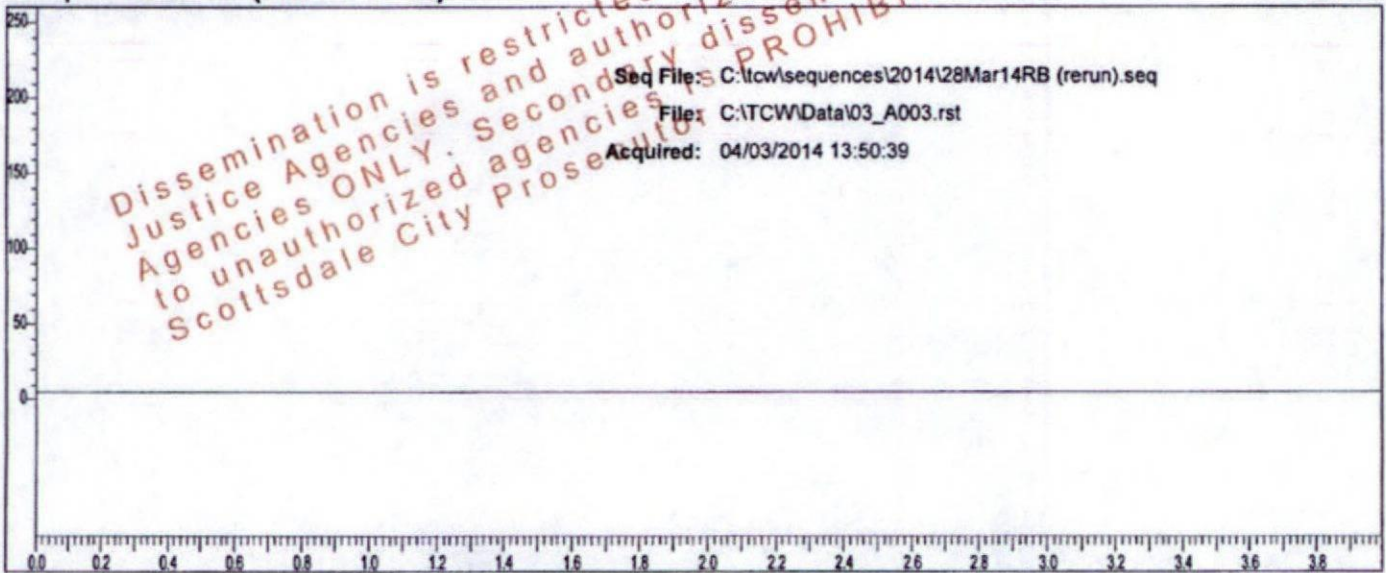 250
200
150
100
50
0
Seq File: C:\tcw\sequences\2014\28Mar14RB (rerun).seq
File: C:\TCW\Data\03_A003.rst
Acquired: 04/03/2014 13:50:39
Dissemination is restricted
Justice Agencies and
Agencies ONLY. Secondary
to unauthorized agencies is PROHIB
Scottsdale City Prosecutor
0.0 0.2 0.4 0.6 0.8 1.0 1.2 1.4 1.6 1.8 2.0 2.2 2.4 2.6 2.8 3.0 3.2 3.4 3.6 3.8